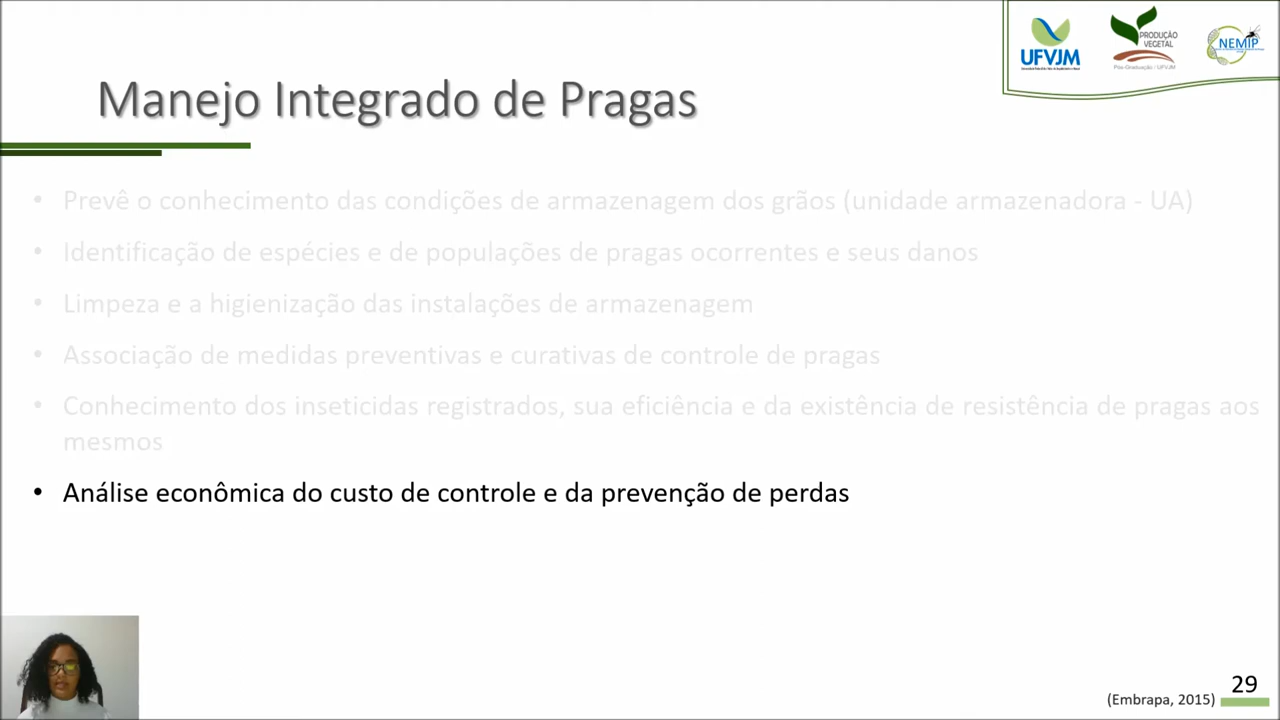 UFVJM
PRODUÇÃO
VEGETAL
Pós-Graduação / UFVJM
NEMIP
Manejo Integrado de Pragas
• Prevê o conhecimento das condições de armazenagem dos grãos (unidade armazenadora - UA)
• Identificação de espécies e de populações de pragas ocorrentes e seus danos
• Limpeza e a higienização das instalações de armazenagem
• Associação de medidas preventivas e curativas de controle de pragas
• Conhecimento dos inseticidas registrados, sua eficiência e da existência de resistência de pragas aos
mesmos
• Análise econômica do custo de controle e da prevenção de perdas
29
(Embrapa, 2015)